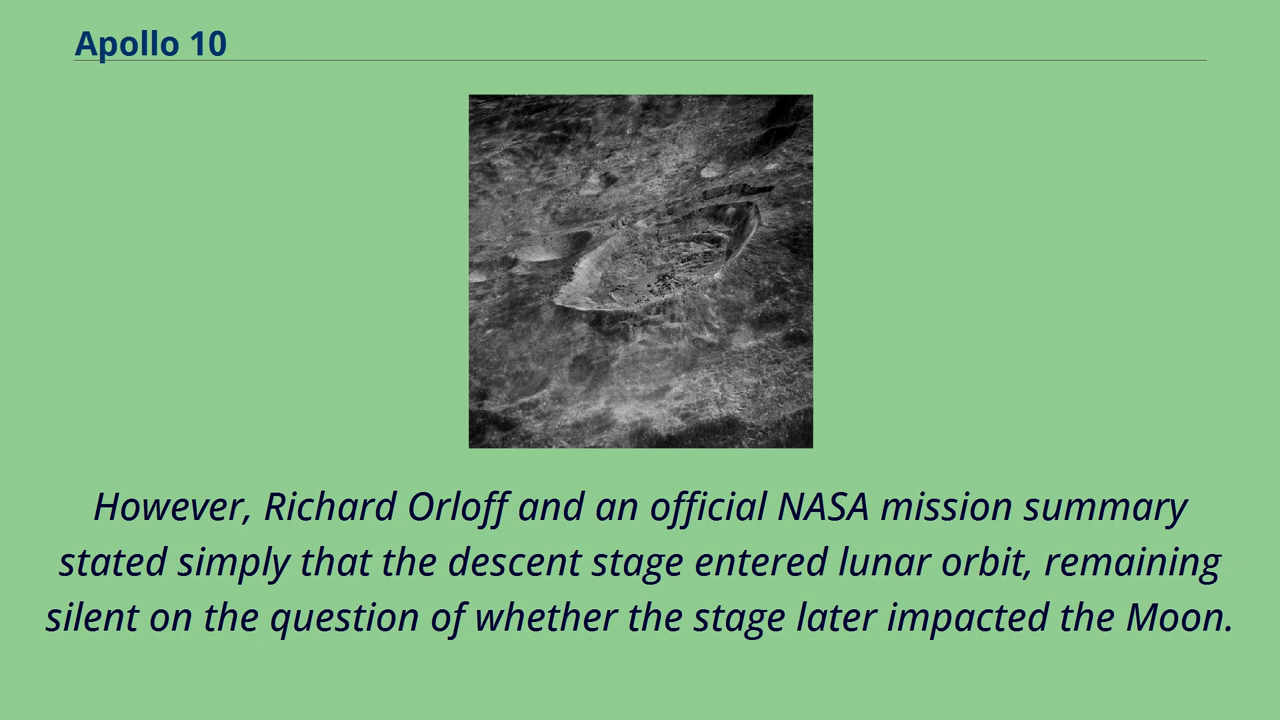 Apollo 10
However, Richard Orloff and an official NASA mission summary
stated simply that the descent stage entered lunar orbit, remaining
silent on the question of whether the stage later impacted the Moon.